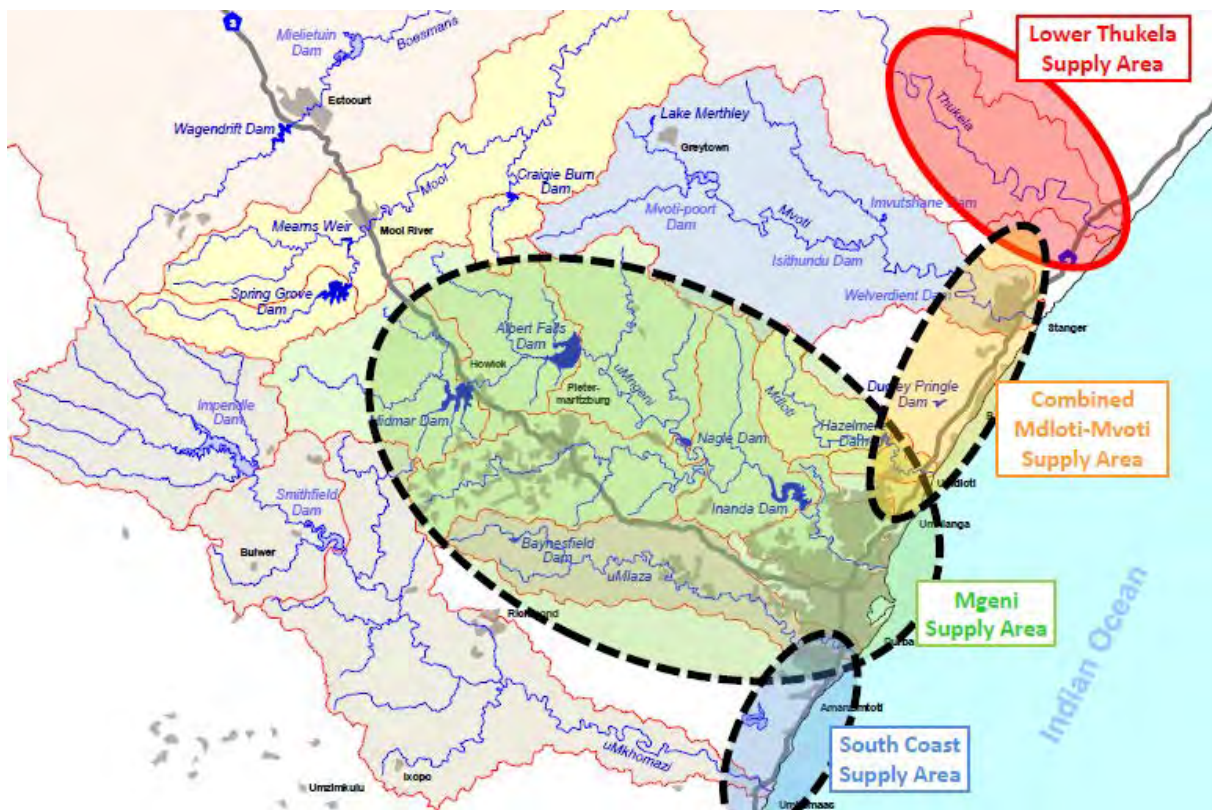 Lower Thukela
Supply Area
Mielietuin
Dam
Boesmans
Estcourt
Wagendrift Dam
Thukela
Lake Merthley
Greytown
Craigie Burn
Dam
Mooi
Mvoti-poort
Dam
Mvoti
Imvutshane Dam
Mearns Weir
Mooi River
Isithundu Dam
Spring Grove
Dam
Welverdient Dam
Stanger
Albert Falls
Dam
Howick
uMngeni
Pieter-
maritzburg
Mdloti
Dudley Pringle
Dam
Impendle
Dam
Midmar Dam
Nagle Dam
Hazelmere
Dam
Combined
Mdloti-Mvoti
Supply Area
Smithfield
Dam
Inanda Dam
Bulwer
Baynesfield
Dam
uMlaza
Richmond
Mgeni
Supply Area
Indian Ocean
Amanzimtoti
South Coast
Supply Area
uMkhomazi
Ixopo
Umzimkulu